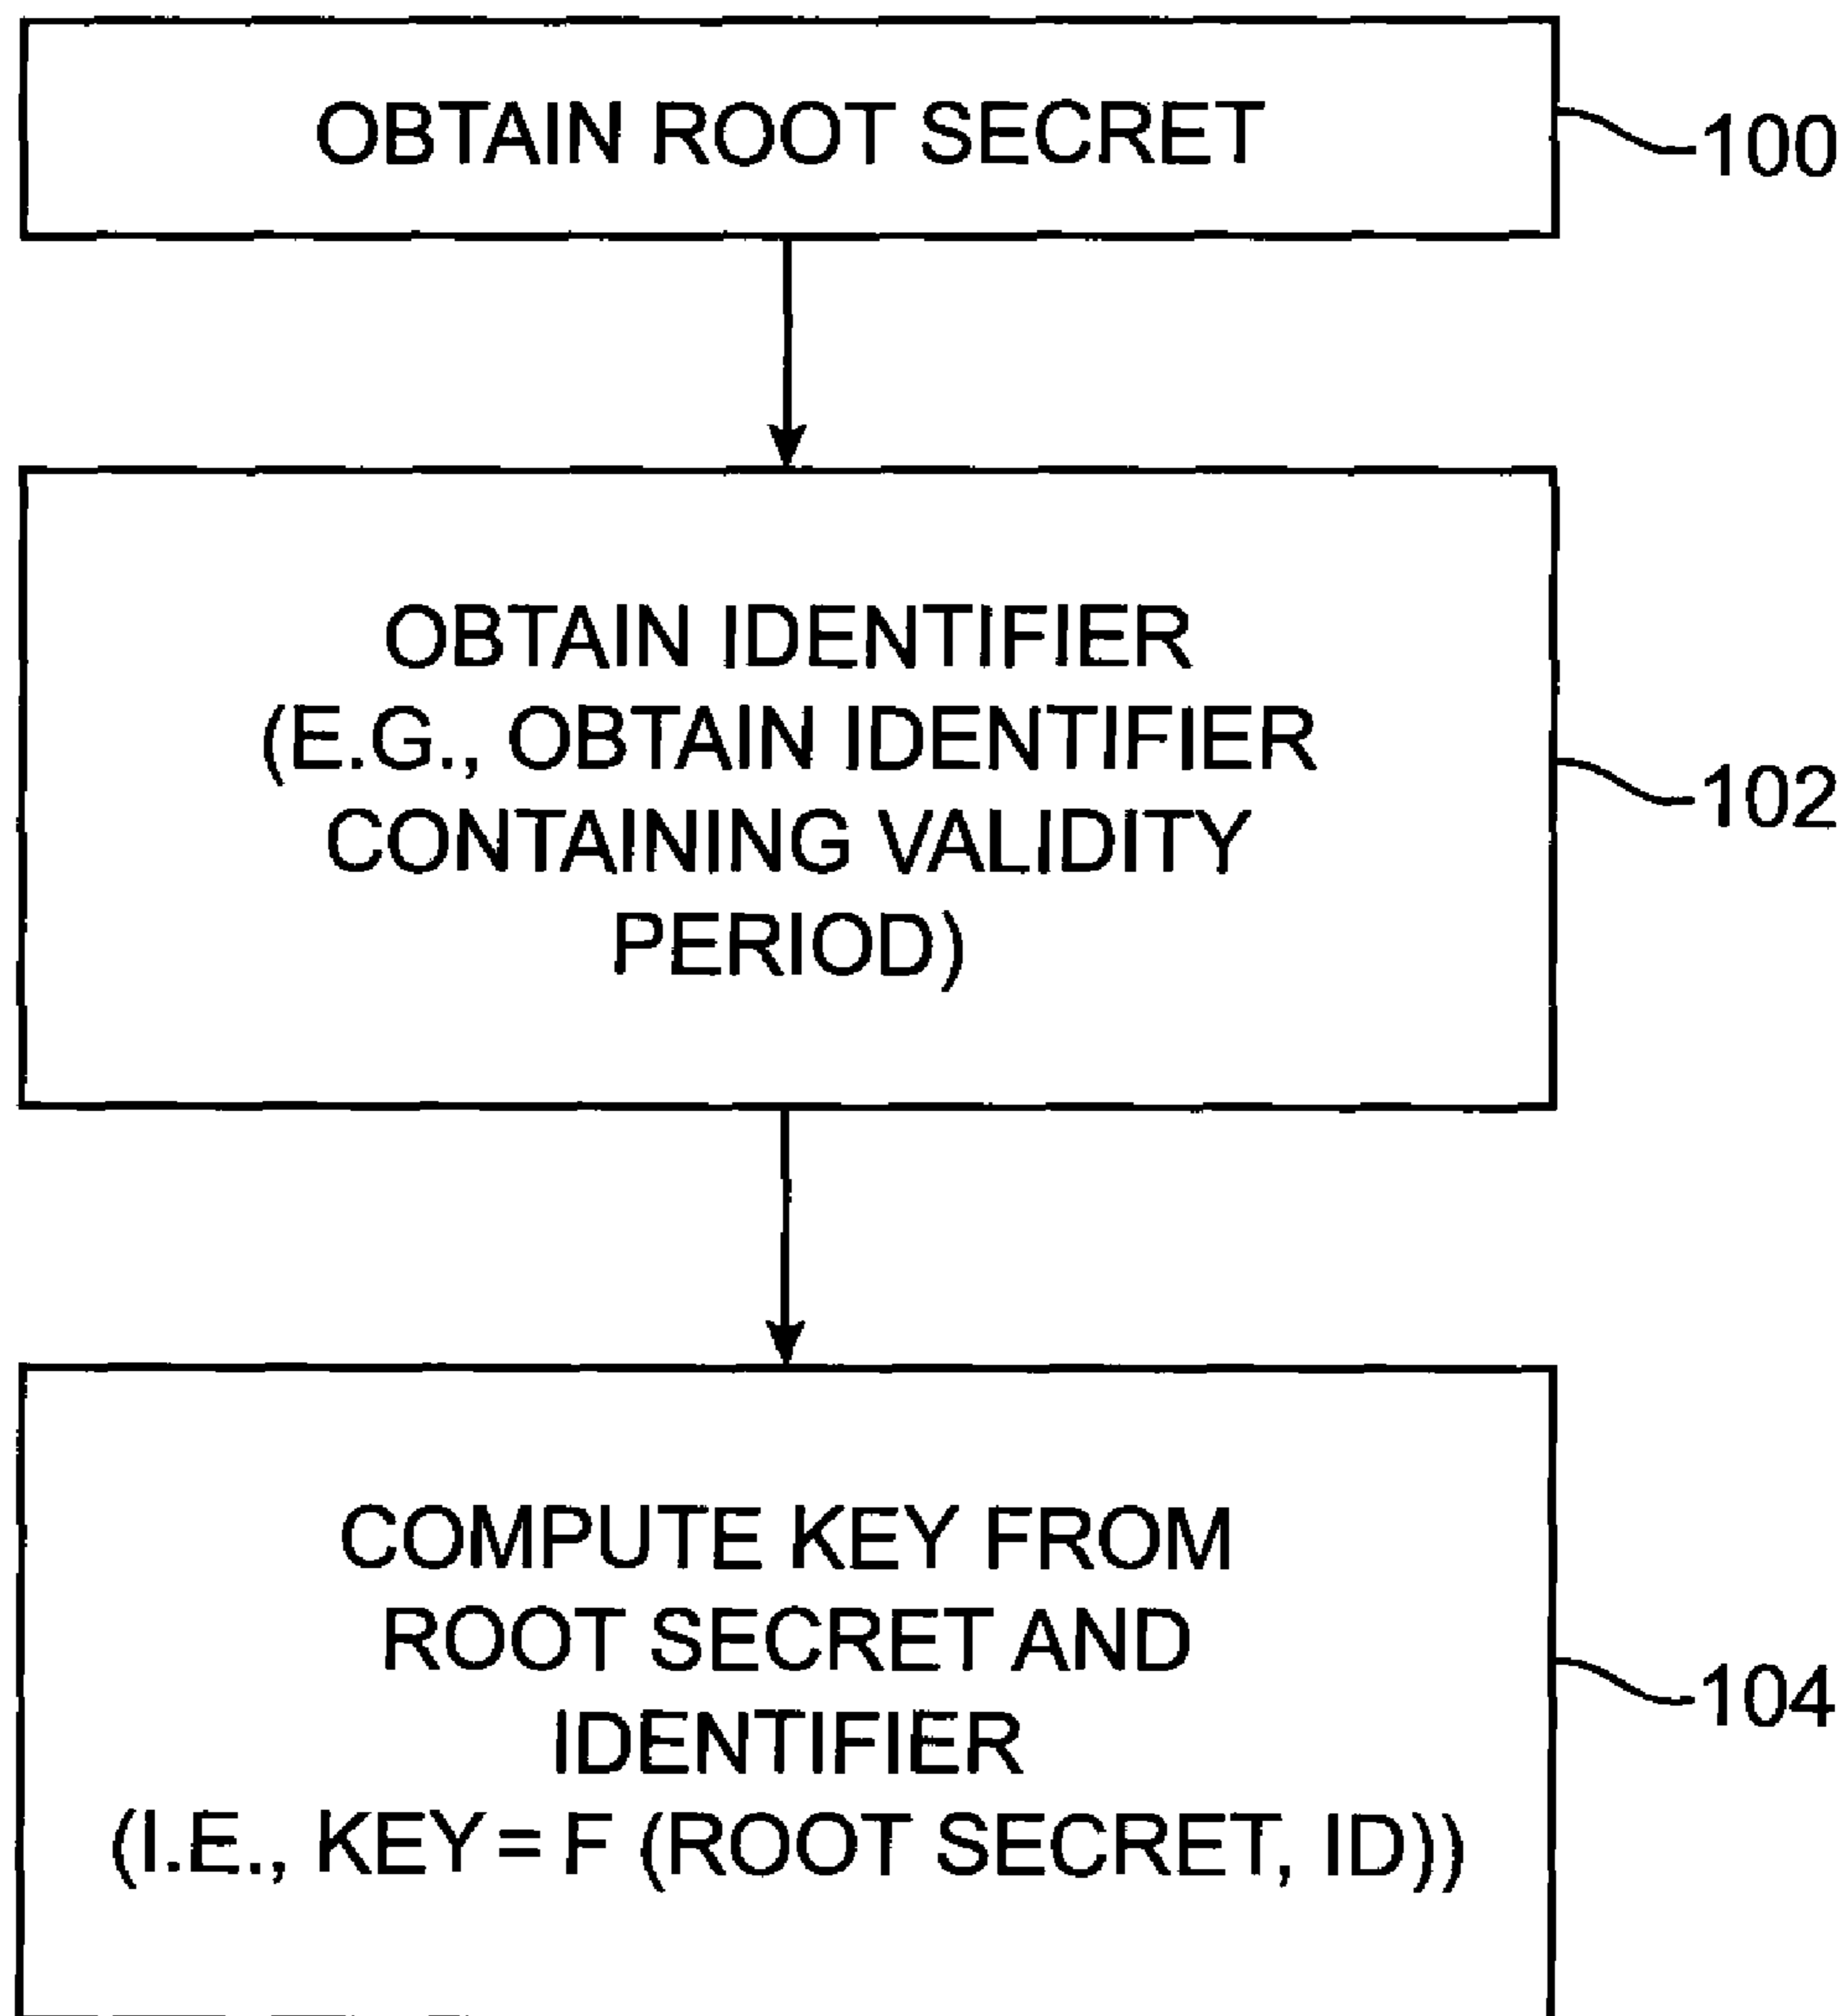 OBTAIN ROOT SECRET
100
OBTAIN IDENTIFIER
(E.G., OBTAIN IDENTIFIER
CONTAINING VALIDITY
PERIOD)
102
COMPUTE KEY FROM
ROOT SECRET AND
IDENTIFIER
(I.E., KEY = F (ROOT SECRET, ID))
104